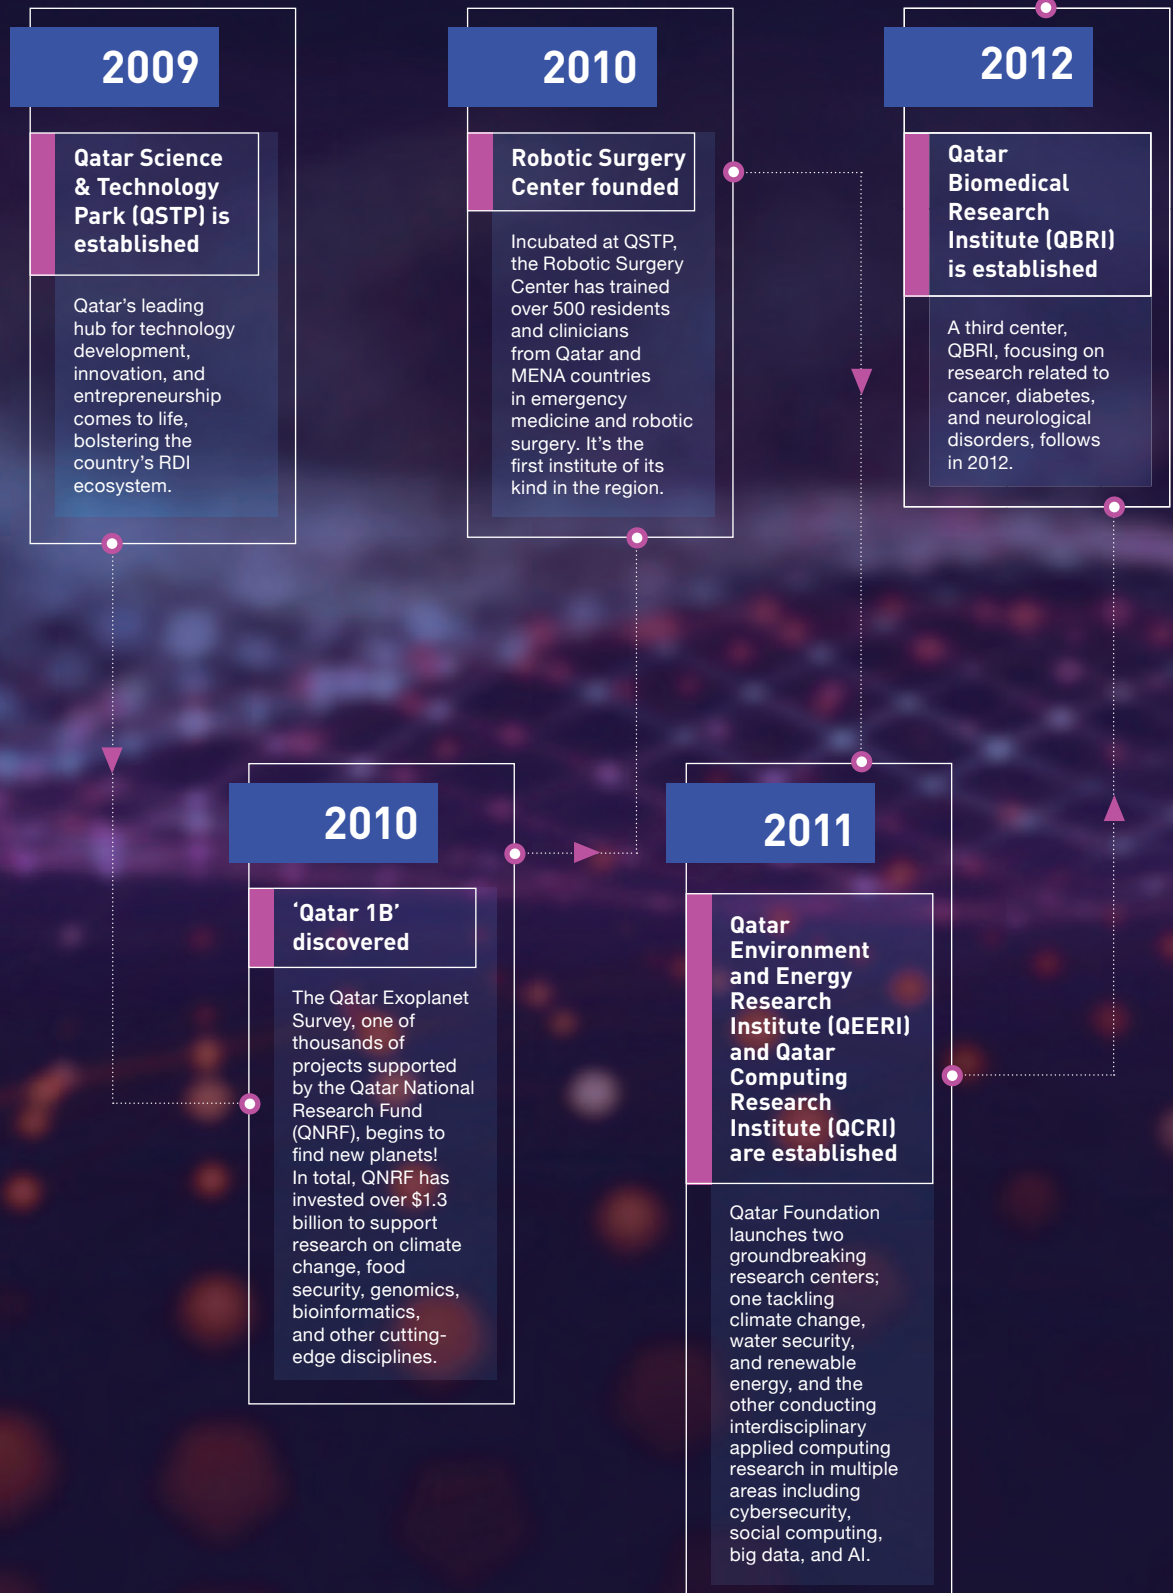 2009
Qatar Science
& Technology
Park (QSTP) is
established
Qatar’s leading
hub for technology
development,
innovation, and
entrepreneurship
comes to life,
bolstering the
country’s RDI
ecosystem.
2010
‘Qatar 1B’
discovered
The Qatar Exoplanet
Survey, one of
thousands of
projects supported
by the Qatar National
Research Fund
(QNRF), begins to
find new planets!
In total, QNRF has
invested over $1.3
billion to support
research on climate
change, food
security, genomics,
bioinformatics,
and other cutting-
edge disciplines.
2010
Robotic Surgery
Center founded
Incubated at QSTP,
the Robotic Surgery
Center has trained
over 500 residents
and clinicians
from Qatar and
MENA countries
in emergency
medicine and robotic
surgery. It’s the
first institute of its
kind in the region.
2011
Qatar
Environment
and Energy
Research
Institute (QEERI)
and Qatar
Computing
Research
Institute (QCRI)
are established
Qatar Foundation
launches two
groundbreaking
research centers;
one tackling
climate change,
water security,
and renewable
energy, and the
other conducting
interdisciplinary
applied computing
research in multiple
areas including
cybersecurity,
social computing,
big data, and AI.
2012
Qatar
Biomedical
Research
Institute (QBRI)
is established
A third center,
QBRI, focusing on
research related to
cancer, diabetes,
and neurological
disorders, follows
in 2012.